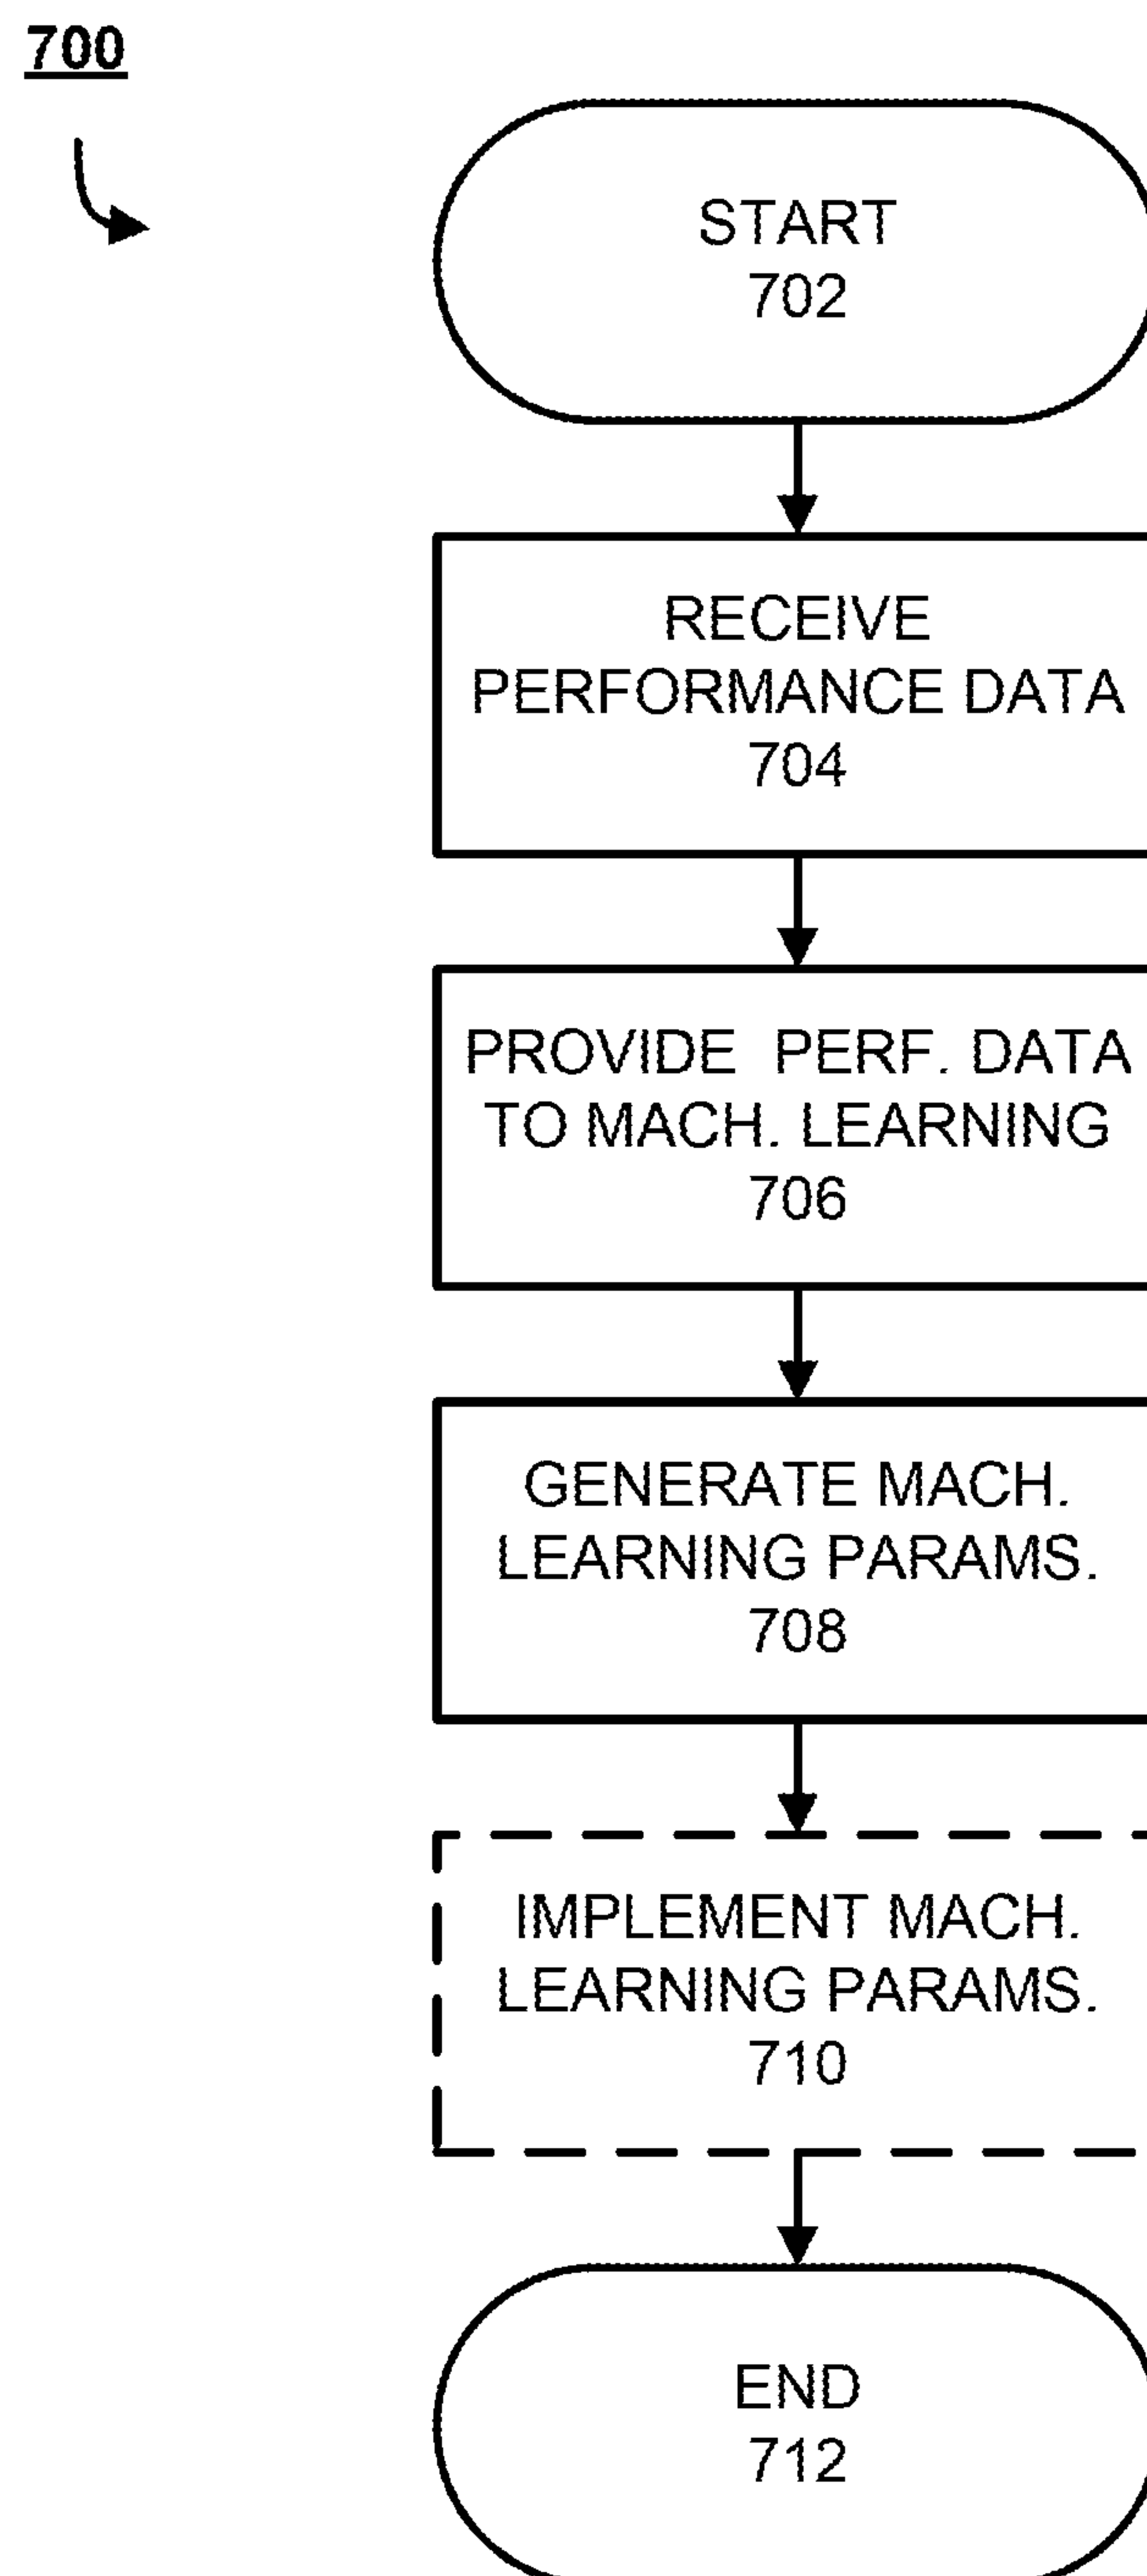 700
START
702
RECEIVE
PERFORMANCE DATA
704
PROVIDE PERF. DATA
TO MACH. LEARNING
706
GENERATE MACH.
LEARNING PARAMS.
708
IMPLEMENT MACH.
LEARNING PARAMS.
710
END
712